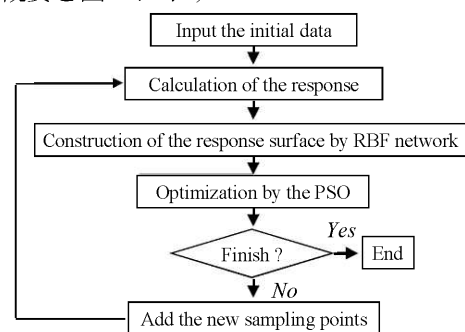 Input the initial data
Calculation of the response
Construction of the response surface by RBF network
Optimization by the PSO
Yes
Finish ?
End
No
Add the new sampling points